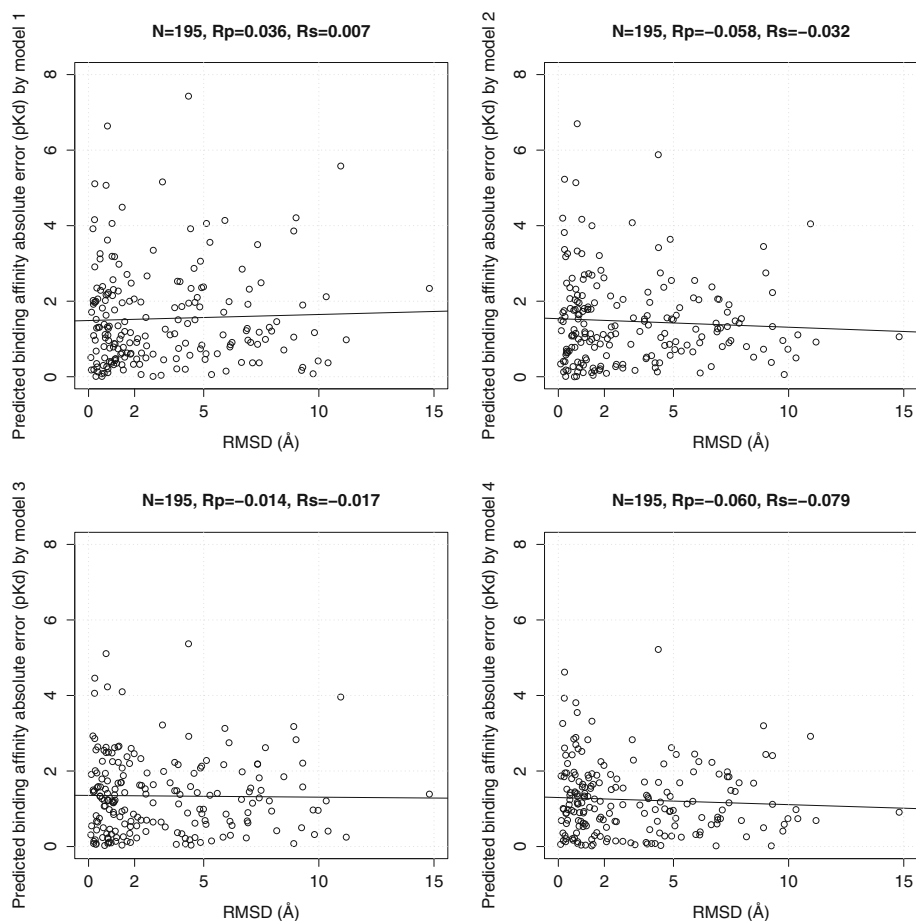 N=195, Rp=0.036, Rs=0.007
Predicted binding affinity absolute error (pKd) by model 1
8
6
4
2
0
0 2 5 10 15
RMSD (Å)
N=195, Rp=−0.058, Rs=−0.032
Predicted binding affinity absolute error (pKd) by model 2
8
6
4
2
0
0 2 5 10 15
RMSD (Å)
N=195, Rp=−0.014, Rs=−0.017
Predicted binding affinity absolute error (pKd) by model 3
8
6
4
2
0
0 2 5 10 15
RMSD (Å)
N=195, Rp=−0.060, Rs=−0.079
Predicted binding affinity absolute error (pKd) by model 4
8
6
4
2
0
0 2 5 10 15
RMSD (Å)